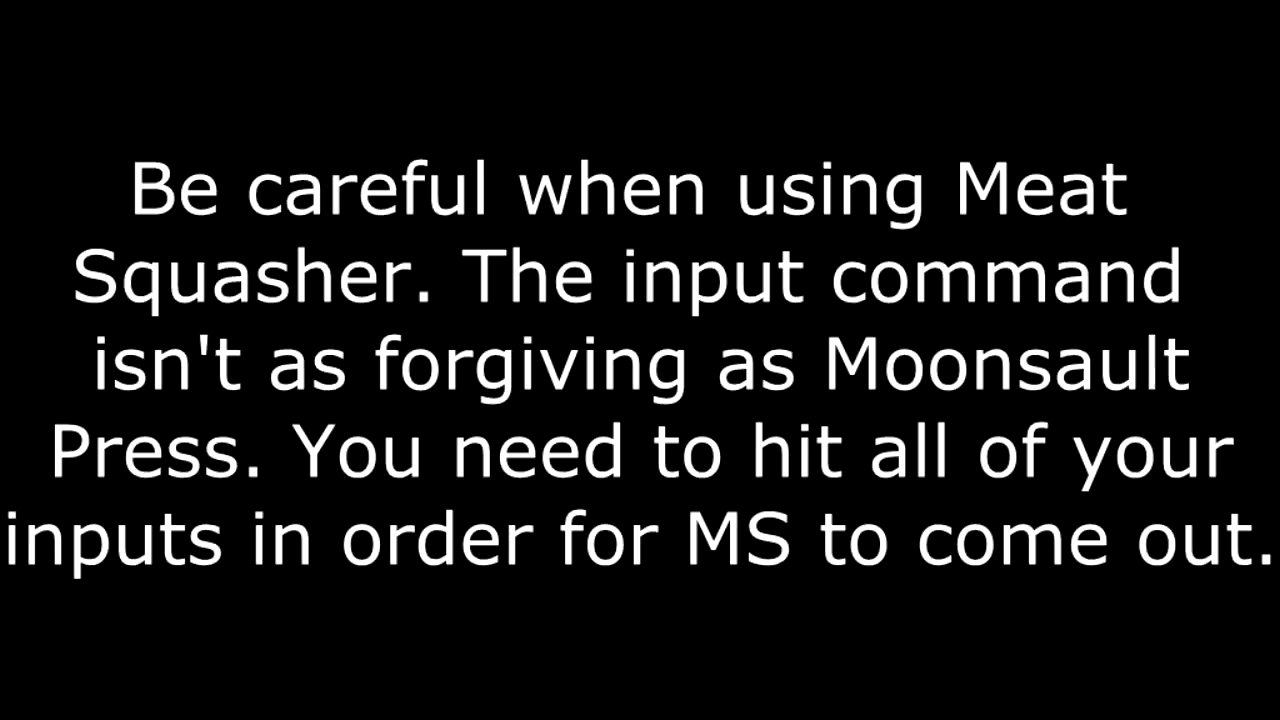 Be careful when using Meat
Squasher. The input command
isn't as forgiving as Moonsault
Press. You need to hit all of your
inputs in order for MS to come out.